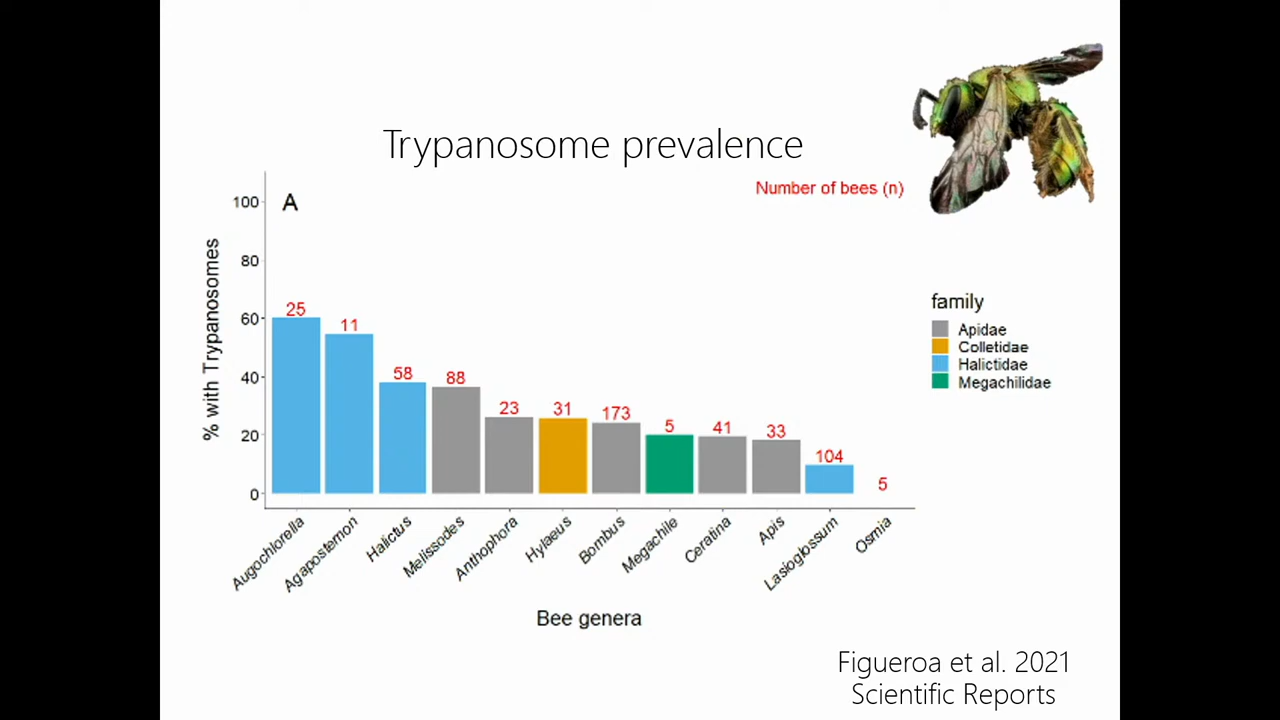 Trypanosome prevalence
Number of bees (n)
A
% with Trypanosomes
100
80
60
40
20
0
25
11
58
88
23
31
173
5
41
33
104
5
Augochlorella
Agapostemon
Halictus
Melissodes
Anthophora
Hylaeus
Bombus
Megachile
Ceratina
Apis
Lasioglossum
Osmia
Bee genera
family
Apidae
Colletidae
Halictidae
Megachilidae
Figueroa et al. 2021
Scientific Reports